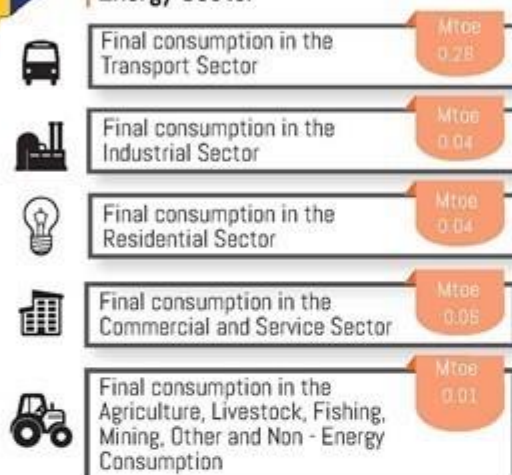 Energy Sector
Final consumption in the
Transport Sector
Mtoe
0.28
Final consumption in the
Industrial Sector
Mtoe
0.04
Final consumption in the
Residential Sector
Mtoe
0.04
Final consumption in the
Commercial and Service Sector
Mtoe
0.05
Final consumption in the
Agriculture, Livestock, Fishing,
Mining, Other and Non - Energy
Consumption
Mtoe
0.01